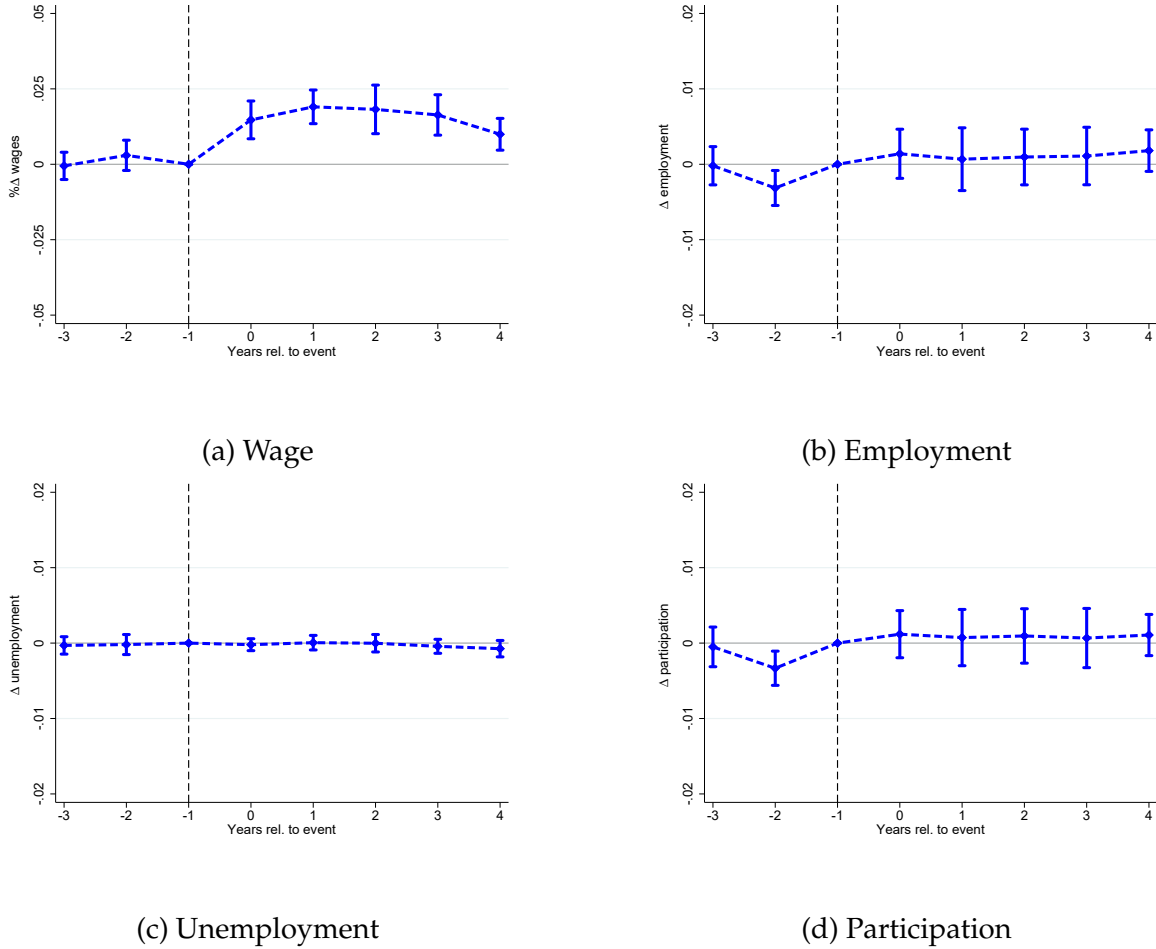 .05
.025
0
-.025
-.05
%Δ wages
-3 -2 -1 0 1 2 3 4
Years rel. to event
(a) Wage
.02
.01
0
-.01
-.02
Δ employment
-3 -2 -1 0 1 2 3 4
Years rel. to event
(b) Employment
.02
.01
0
-.01
-.02
Δ unemployment
-3 -2 -1 0 1 2 3 4
Years rel. to event
(c) Unemployment
.02
.01
0
-.01
-.02
Δ participation
-3 -2 -1 0 1 2 3 4
Years rel. to event
(d) Participation